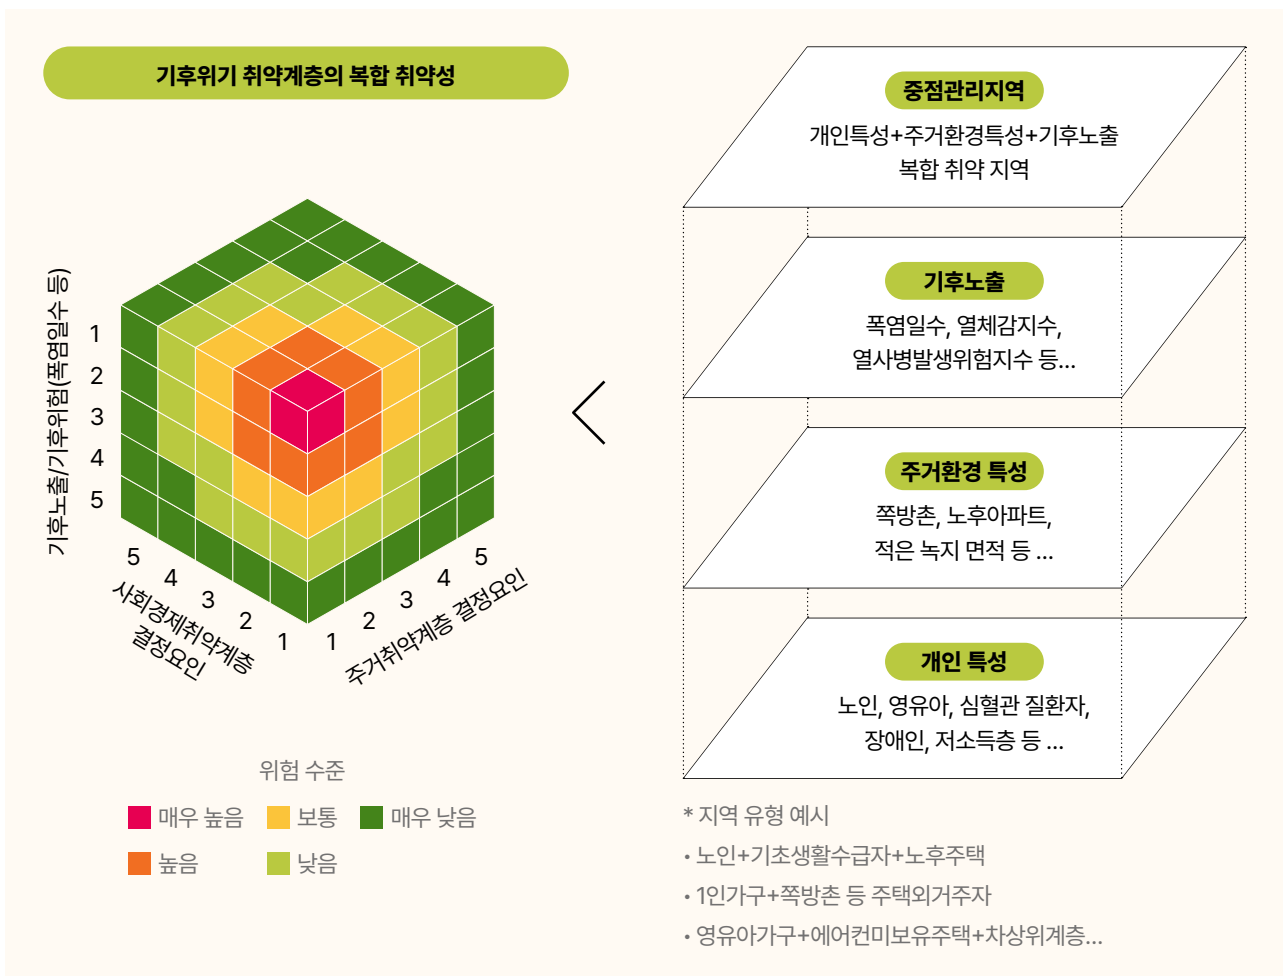 기후위기 취약계층의 복합 취약성
기후노출/기후위험(폭염일수 등)
1
2
3
4
5
5
4
3
2
1
사회경제취약계층
결정요인
1
2
3
4
5
주거취약계층 결정요인
위험 수준
매우 높음
보통
매우 낮음
높음
낮음
중점관리지역
개인특성+주거환경특성+기후노출
복합 취약 지역
기후노출
폭염일수, 열체감지수,
열사병발생위험지수 등...
주거환경 특성
쪽방촌, 노후아파트,
적은 녹지 면적 등 ...
개인 특성
노인, 영유아, 심혈관 질환자,
장애인, 저소득층 등 ...
* 지역 유형 예시
• 노인+기초생활수급자+노후주택
• 1인가구+쪽방촌 등 주택외거주자
• 영유아가구+에어컨미보유주택+차상위계층...